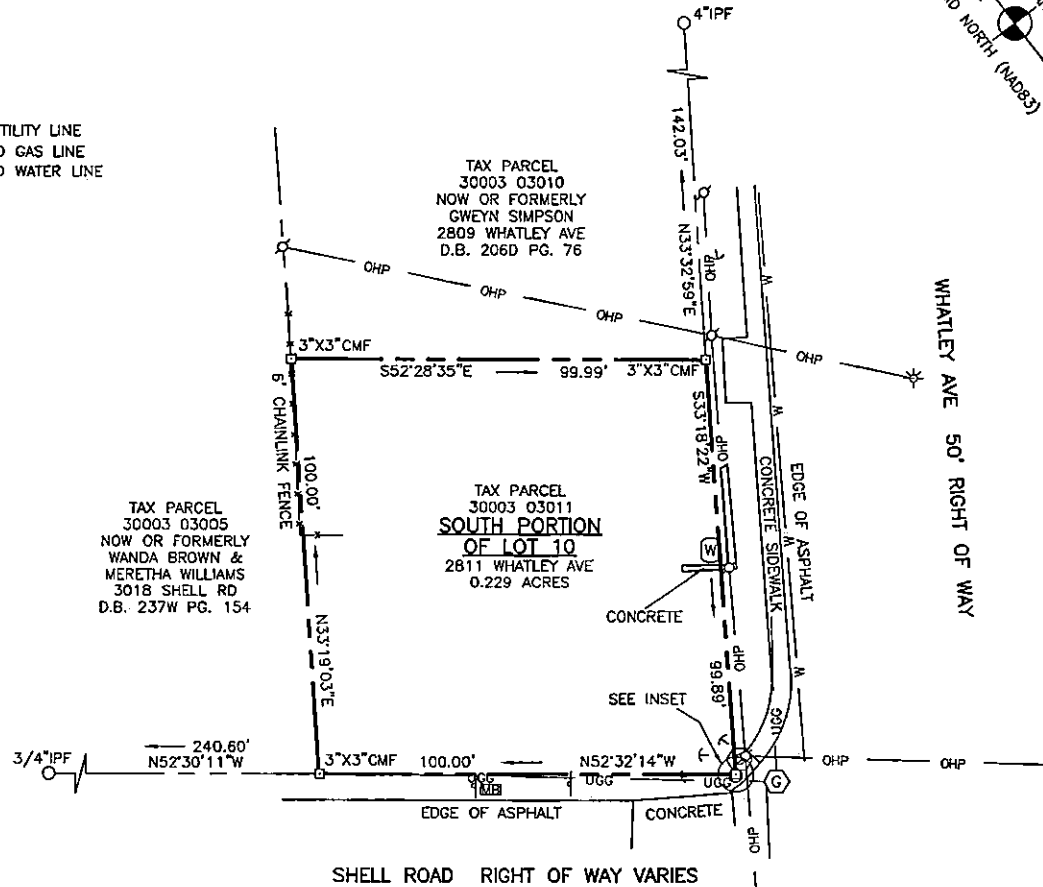 4"IPF
D NORTH (NAD83)
TILITY LINE
D GAS LINE
D WATER LINE
TAX PARCEL
30003 03010
NOW OR FORMERLY
GWEYN SIMPSON
2809 WHATLEY AVE
D.B. 206D PG. 76
142.03'
N33°32'59"E
OHP
OHP
OHP
OHP
OHP
W
W
W
W
W
WHATLEY AVE 50' RIGHT OF WAY
3"X3"CMF
S52°28'35"E
99.99'
3"X3"CMF
6' CHAINLINK FENCE
100.00'
N33°19'03"E
S33°18'22"W
99.89'
OHP
OHP
CONCRETE SIDEWALK
EDGE OF ASPHALT
TAX PARCEL
30003 03005
NOW OR FORMERLY
WANDA BROWN &
MERETHA WILLIAMS
3018 SHELL RD
D.B. 237W PG. 154
TAX PARCEL
30003 03011
SOUTH PORTION
OF LOT 10
2811 WHATLEY AVE
0.229 ACRES
W
CONCRETE
SEE INSET
UGG
3/4"IPF
240.60'
N52°30'11"W
3"X3"CMF
100.00'
N52°32'14"W
UGG
UGG
UGG
MB
G
OHP
OHP
OHP
EDGE OF ASPHALT
CONCRETE
SHELL ROAD RIGHT OF WAY VARIES